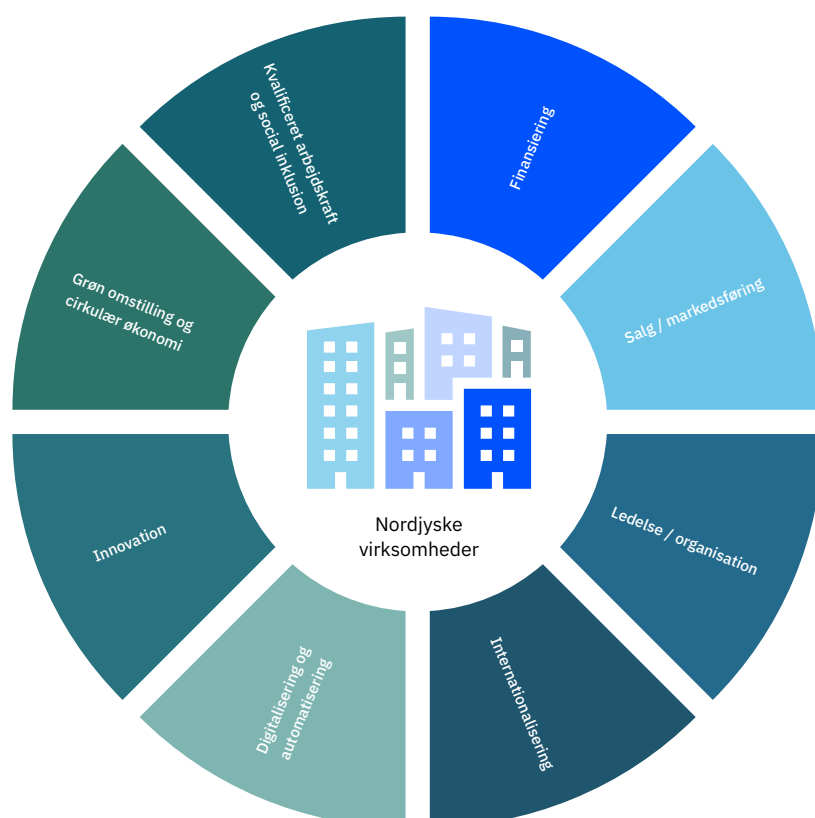 Kvalificeret arbejdskraft
og social inklusion
Finansiering
Salg / markedsføring
Ledelse / organisation
Internationalisering
Digitalisering og
automatisering
Innovation
Grøn omstilling og
cirkulær økonomi
Nordjyske
virksomheder